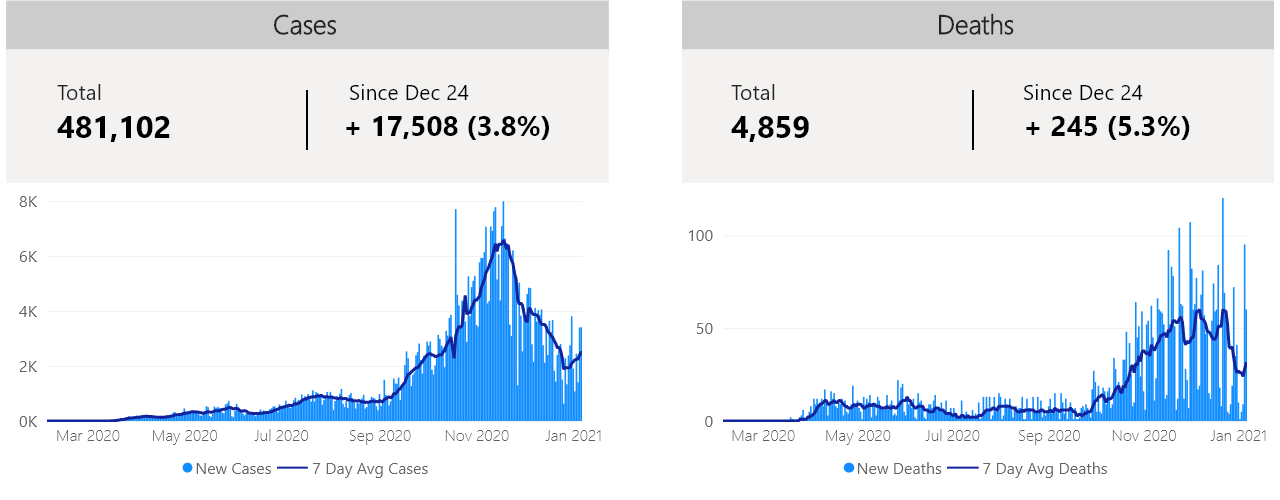 Cases
Total
481,102
Since Dec 24
+ 17,508 (3.8%)
8K
6K
4K
2K
0K
Mar 2020 May 2020 Jul 2020 Sep 2020 Nov 2020 Jan 2021
New Cases 7 Day Avg Cases
Deaths
Total
4,859
Since Dec 24
+ 245 (5.3%)
100
50
0
Mar 2020 May 2020 Jul 2020 Sep 2020 Nov 2020 Jan 2021
New Deaths 7 Day Avg Deaths